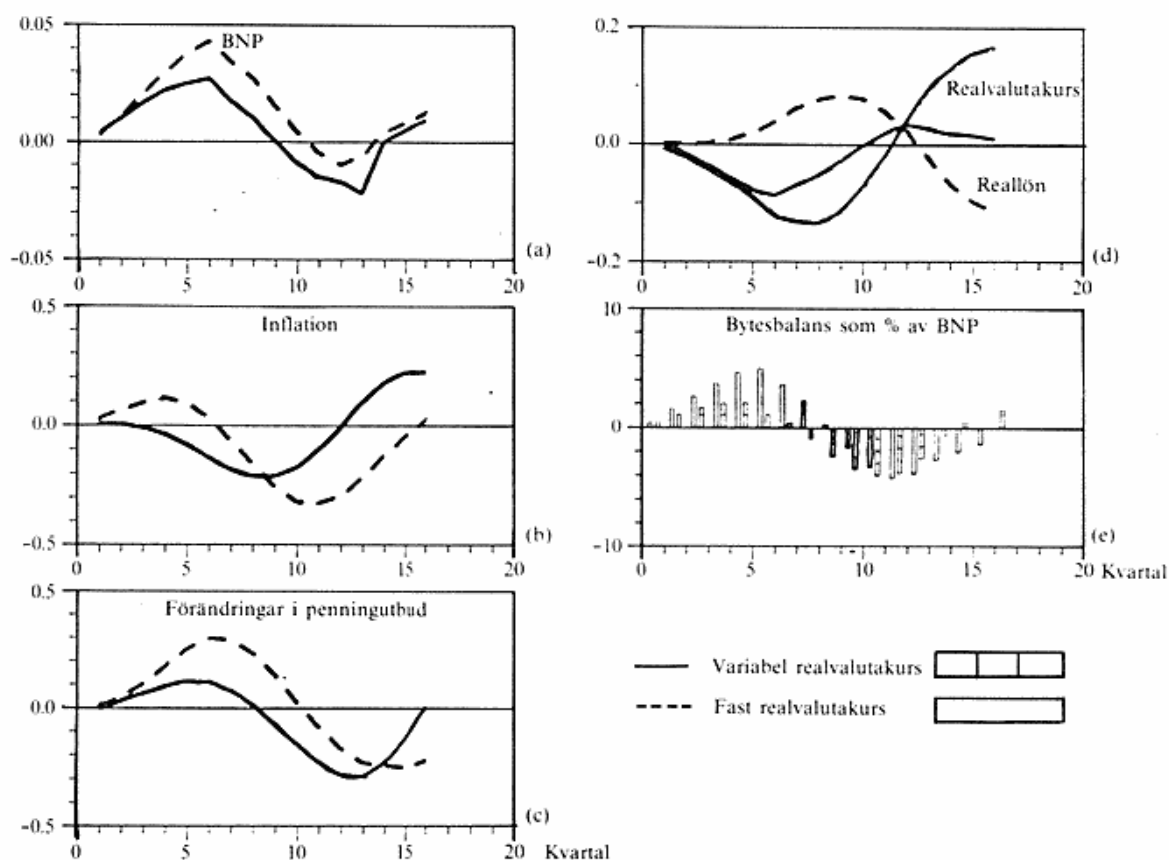 0.05
BNP
0.00
-0.05
0 5 10 15 20
(a)
0.5
Inflation
0.0
-0.5
0 5 10 15 20
(b)
0.5
Förändringar i penningutbud
0.0
-0.5
0 5 10 15 20 Kvartal
(c)
0.2
Realvalutakurs
0.0
Reallön
-0.2
0 5 10 15 20
(d)
10
Bytesbalans som % av BNP
0
-10
0 5 10 15 20 Kvartal
(e)
Variabel realvalutakurs
Fast realvalutakurs